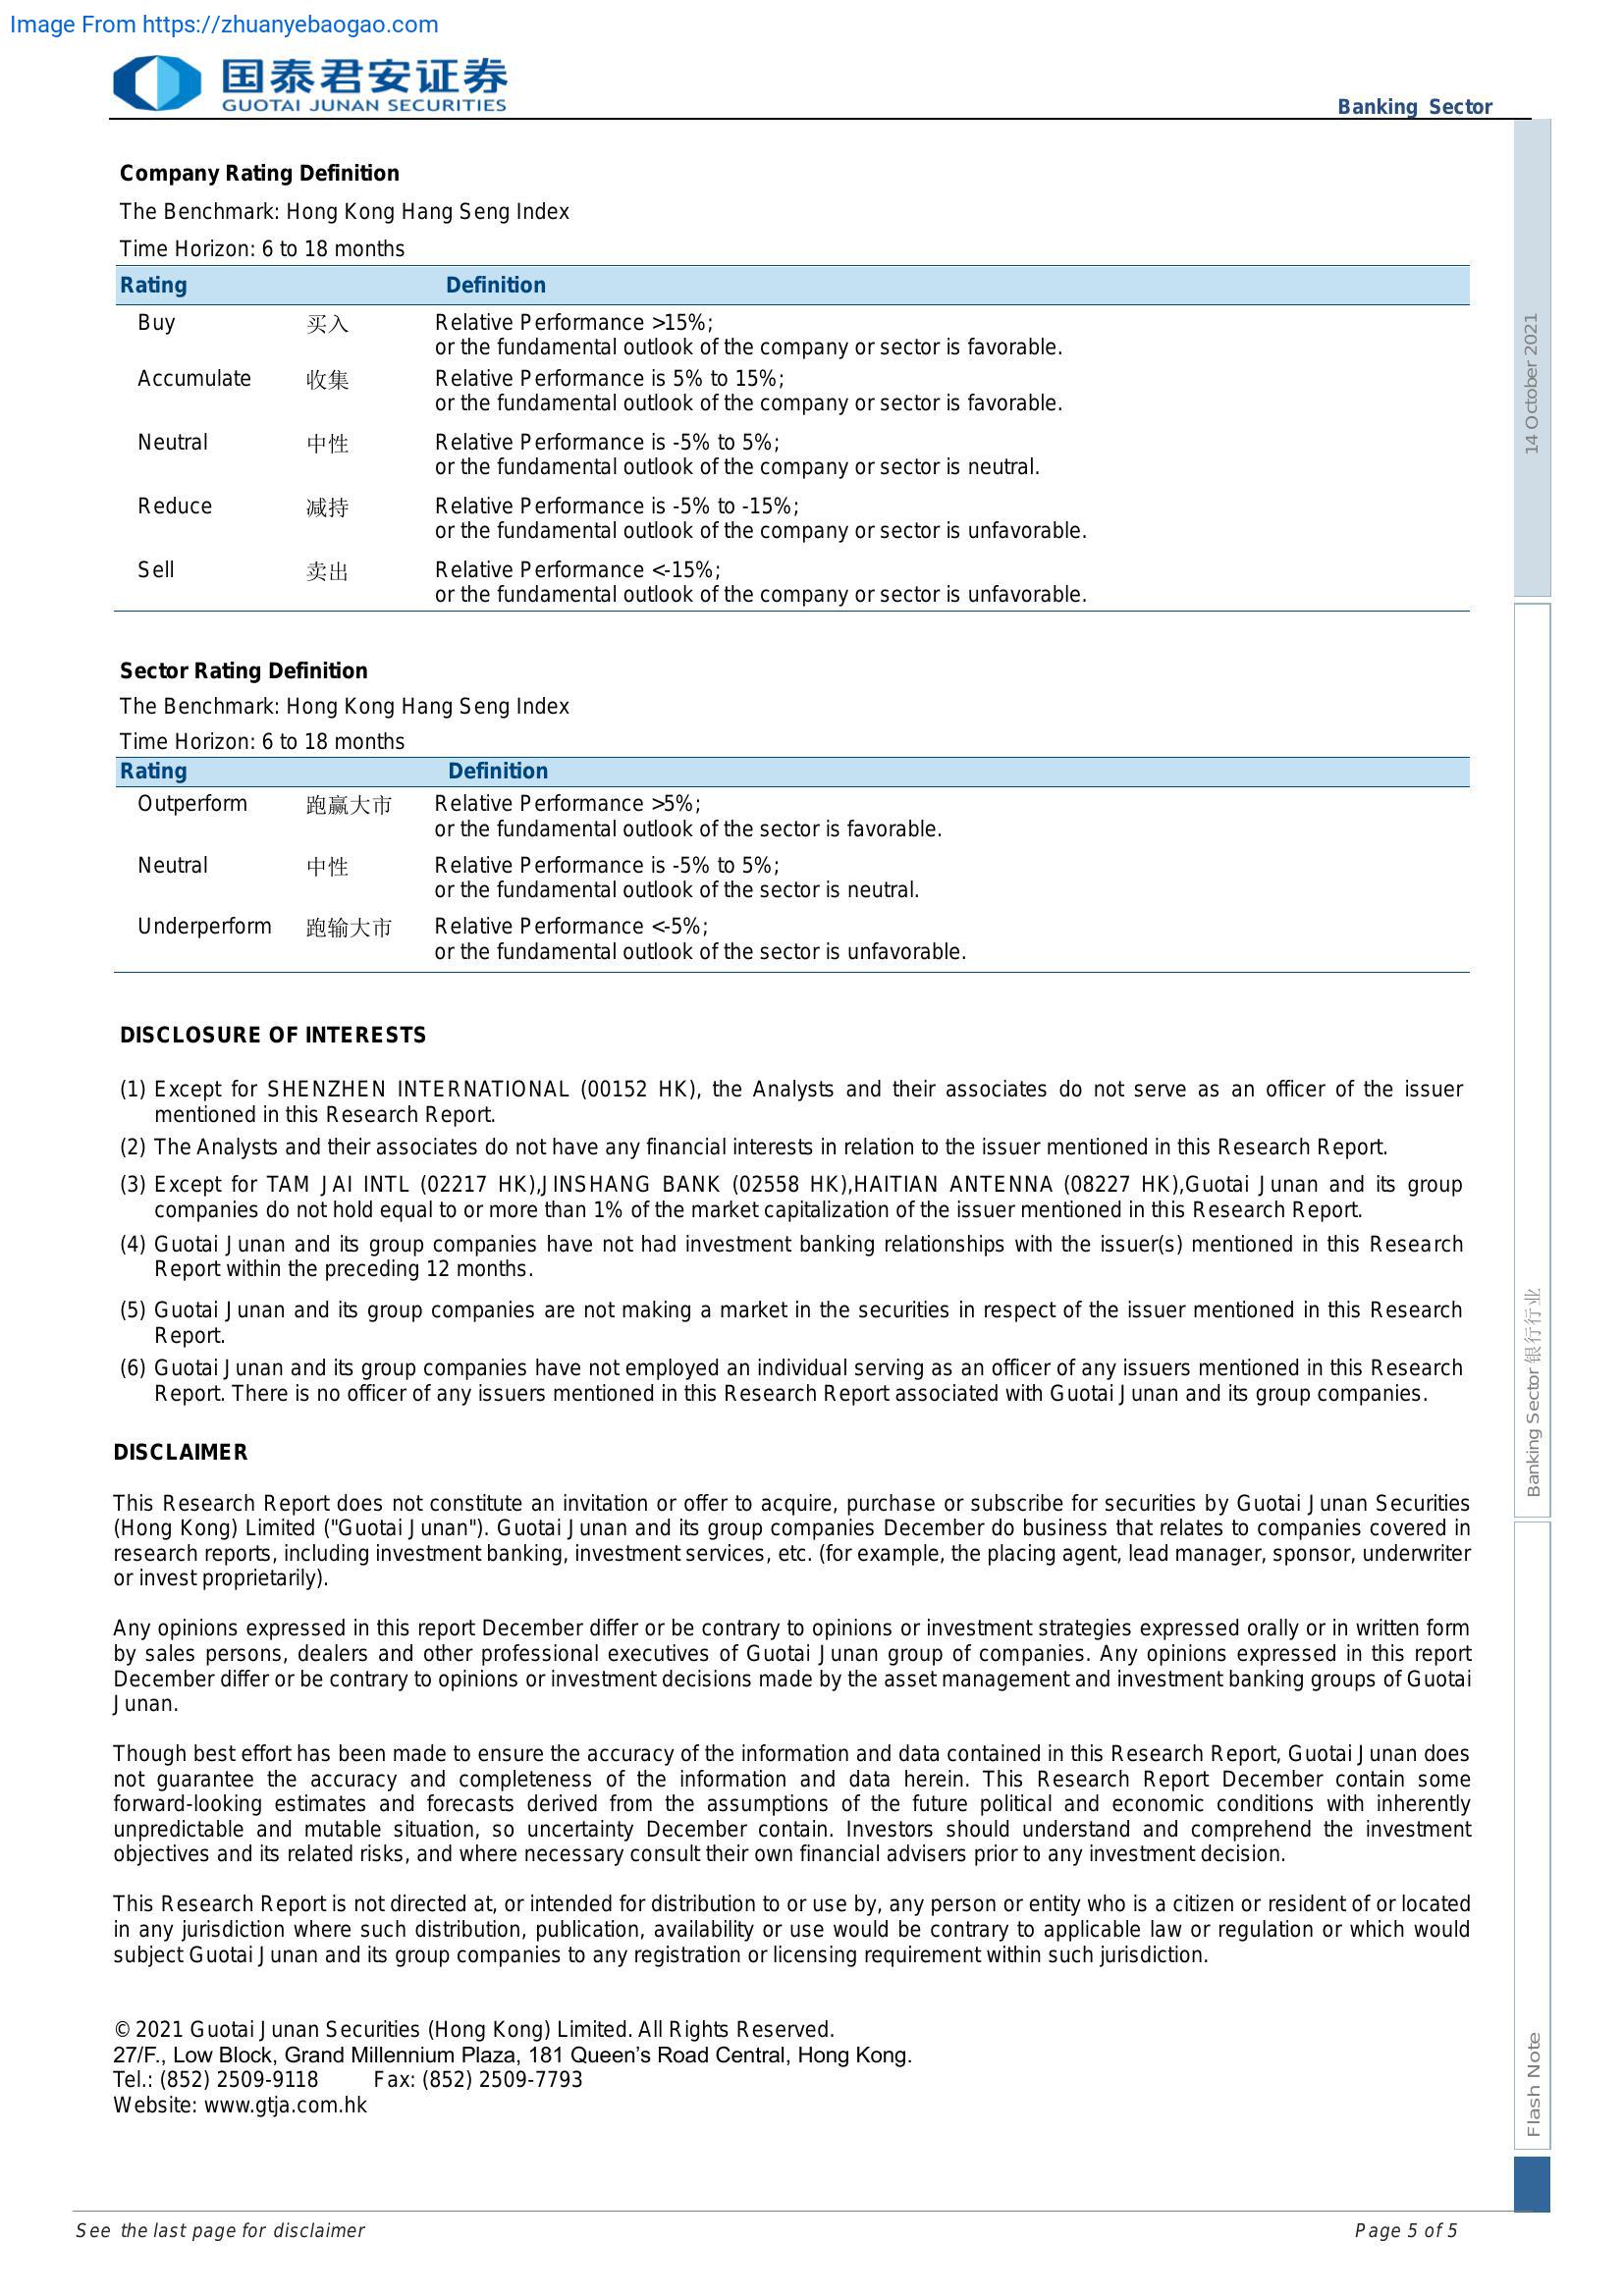 Image From https://zhuanyebaogao.com
国泰君安证券
GUOTAI JUNAN SECURITIES
Banking Sector
Company Rating Definition
The Benchmark: Hong Kong Hang Seng Index
Time Horizon: 6 to 18 months
Rating Definition
Buy 买入 Relative Performance >15%;
or the fundamental outlook of the company or sector is favorable.
Accumulate 收集 Relative Performance is 5% to 15%;
or the fundamental outlook of the company or sector is favorable.
Neutral 中性 Relative Performance is -5% to 5%;
or the fundamental outlook of the company or sector is neutral.
Reduce 减持 Relative Performance is -5% to -15%;
or the fundamental outlook of the company or sector is unfavorable.
Sell 卖出 Relative Performance <-15%;
or the fundamental outlook of the company or sector is unfavorable.
Sector Rating Definition
The Benchmark: Hong Kong Hang Seng Index
Time Horizon: 6 to 18 months
Rating Definition
Outperform 跑赢大市 Relative Performance >5%;
or the fundamental outlook of the sector is favorable.
Neutral 中性 Relative Performance is -5% to 5%;
or the fundamental outlook of the sector is neutral.
Underperform 跑输大市 Relative Performance <-5%;
or the fundamental outlook of the sector is unfavorable.
DISCLOSURE OF INTERESTS
(1) Except for SHENZHEN INTERNATIONAL (00152 HK), the Analysts and their associates do not serve as an officer of the issuer
mentioned in this Research Report.
(2) The Analysts and their associates do not have any financial interests in relation to the issuer mentioned in this Research Report.
(3) Except for TAM JAI INTL (02217 HK),JINSHANG BANK (02558 HK),HAITIAN ANTENNA (08227 HK),Guotai Junan and its group
companies do not hold equal to or more than 1% of the market capitalization of the issuer mentioned in this Research Report.
(4) Guotai Junan and its group companies have not had investment banking relationships with the issuer(s) mentioned in this Research
Report within the preceding 12 months.
(5) Guotai Junan and its group companies are not making a market in the securities in respect of the issuer mentioned in this Research
Report.
(6) Guotai Junan and its group companies have not employed an individual serving as an officer of any issuers mentioned in this Research
Report. There is no officer of any issuers mentioned in this Research Report associated with Guotai Junan and its group companies.
DISCLAIMER
This Research Report does not constitute an invitation or offer to acquire, purchase or subscribe for securities by Guotai Junan Securities
(Hong Kong) Limited ("Guotai Junan"). Guotai Junan and its group companies December do business that relates to companies covered in
research reports, including investment banking, investment services, etc. (for example, the placing agent, lead manager, sponsor, underwriter
or invest proprietarily).
Any opinions expressed in this report December differ or be contrary to opinions or investment strategies expressed orally or in written form
by sales persons, dealers and other professional executives of Guotai Junan group of companies. Any opinions expressed in this report
December differ or be contrary to opinions or investment decisions made by the asset management and investment banking groups of Guotai
Junan.
Though best effort has been made to ensure the accuracy of the information and data contained in this Research Report, Guotai Junan does
not guarantee the accuracy and completeness of the information and data herein. This Research Report December contain some
forward-looking estimates and forecasts derived from the assumptions of the future political and economic conditions with inherently
unpredictable and mutable situation, so uncertainty December contain. Investors should understand and comprehend the investment
objectives and its related risks, and where necessary consult their own financial advisers prior to any investment decision.
This Research Report is not directed at, or intended for distribution to or use by, any person or entity who is a citizen or resident of or located
in any jurisdiction where such distribution, publication, availability or use would be contrary to applicable law or regulation or which would
subject Guotai Junan and its group companies to any registration or licensing requirement within such jurisdiction.
© 2021 Guotai Junan Securities (Hong Kong) Limited. All Rights Reserved.
27/F., Low Block, Grand Millennium Plaza, 181 Queen’s Road Central, Hong Kong.
Tel.: (852) 2509-9118 Fax: (852) 2509-7793
Website: www.gtja.com.hk
14 October 2021
Banking Sector 银行行业
Flash Note
See the last page for disclaimer
Page 5 of 5